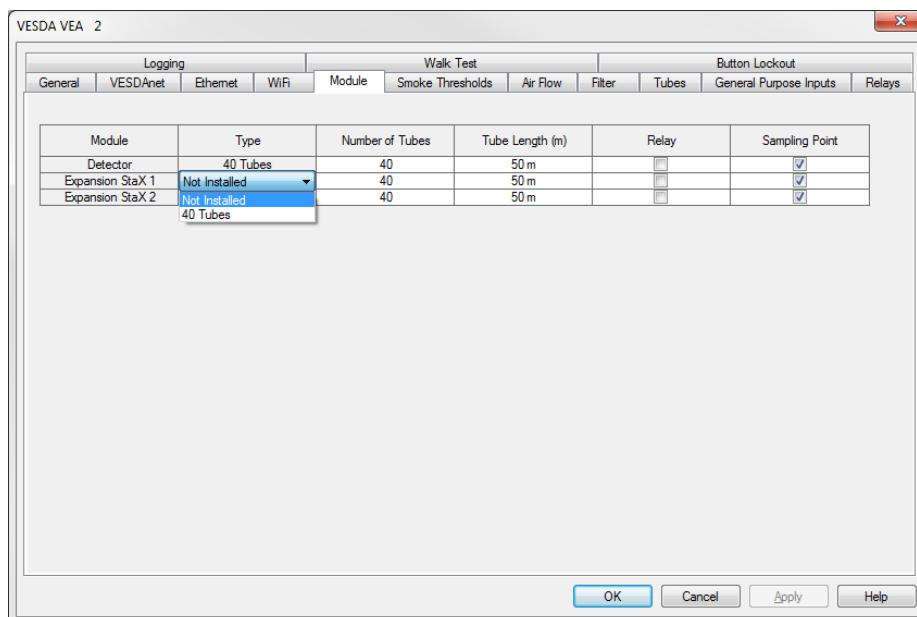 VESDA VEA 2
Logging Walk Test Button Lockout
General VESDAnet Ethernet WiFi Module Smoke Thresholds Air Flow Filter Tubes General Purpose Inputs Relays
Module Type Number of Tubes Tube Length (m) Relay Sampling Point
Detector 40 Tubes 40 50 m
Expansion StaX 1 Not Installed 40 50 m
Expansion StaX 2 Not Installed 40 50 m
40 Tubes
OK Cancel Apply Help